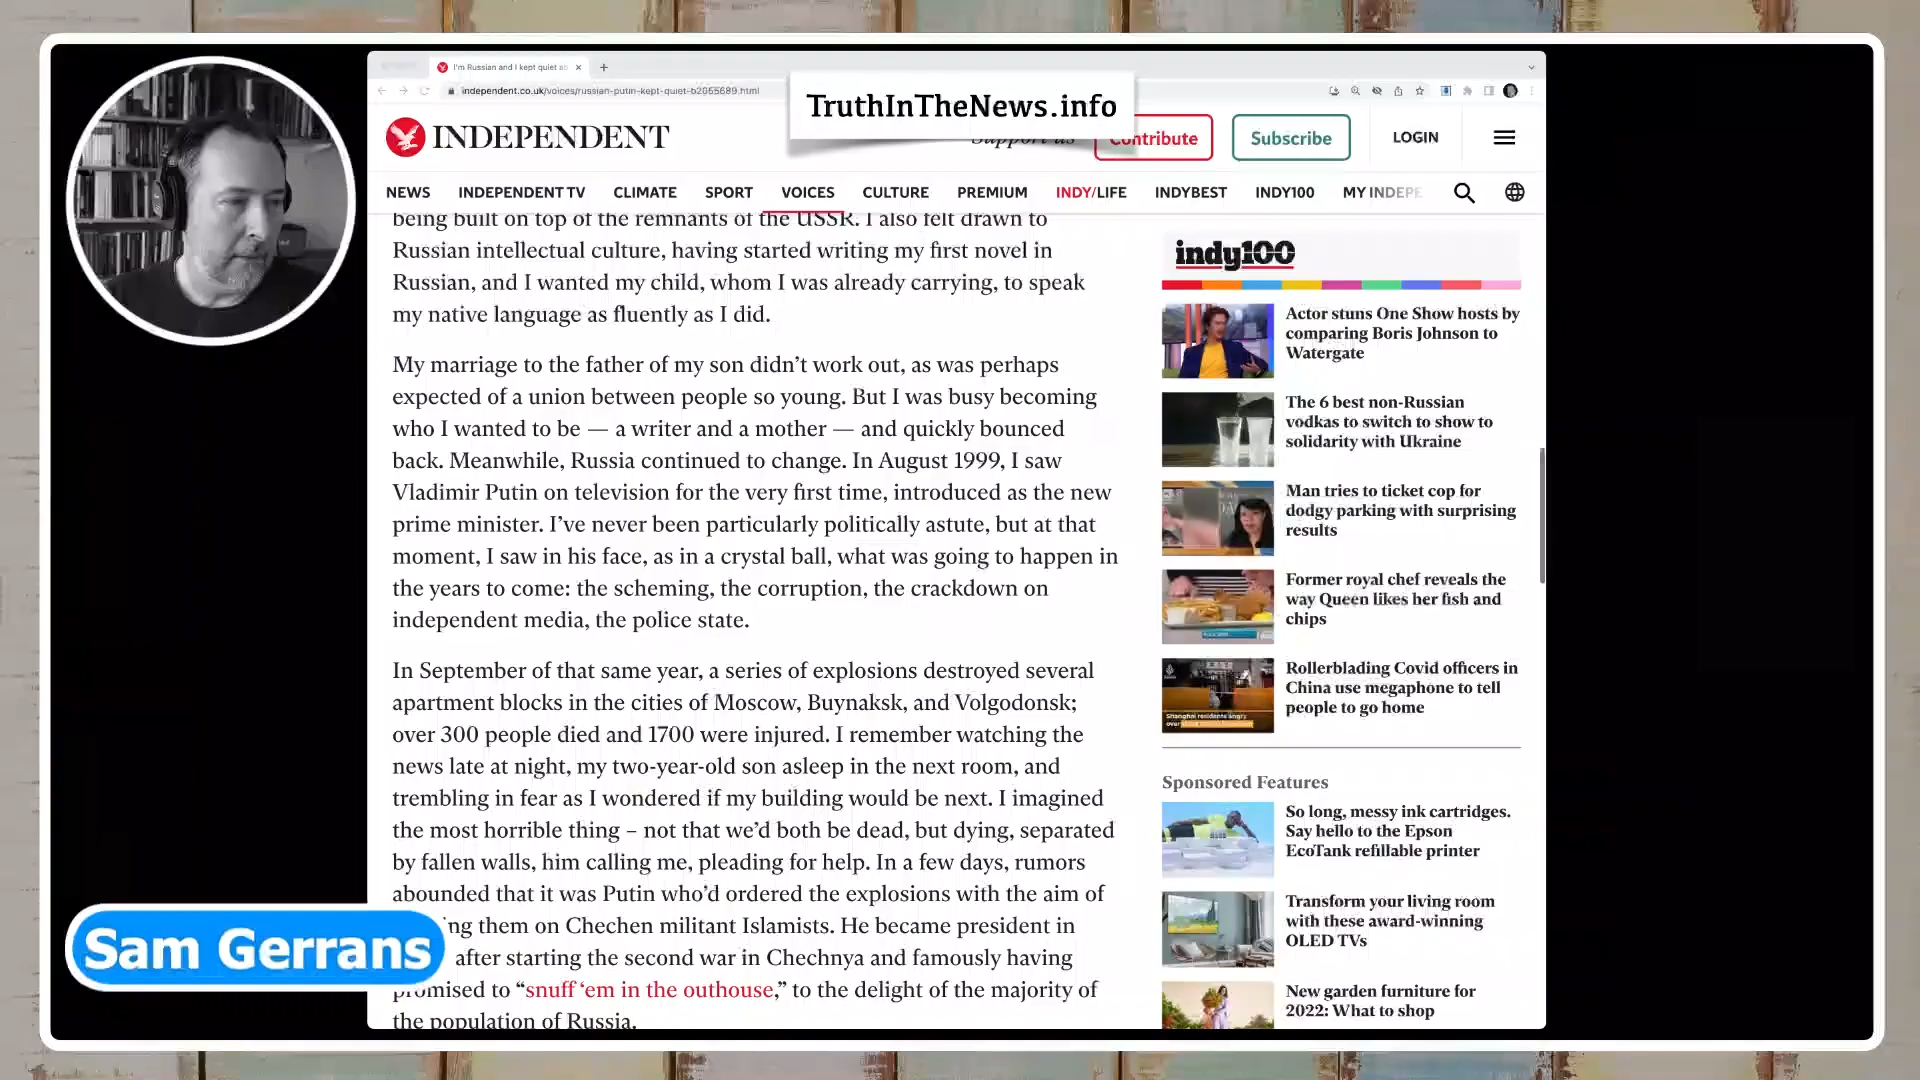 I'm Russian and I kept quiet ab
independent.co.uk/voices/russian-putin-kept-quiet-b2055689.html
TruthInTheNews.info
INDEPENDENT
Support us
Contribute
Subscribe
LOGIN
NEWS INDEPENDENT TV CLIMATE SPORT VOICES CULTURE PREMIUM INDY/LIFE INDYBEST INDY100 MY INDEPE
being built on top of the remnants of the USSR. I also felt drawn to
Russian intellectual culture, having started writing my first novel in
Russian, and I wanted my child, whom I was already carrying, to speak
my native language as fluently as I did.
My marriage to the father of my son didn’t work out, as was perhaps
expected of a union between people so young. But I was busy becoming
who I wanted to be — a writer and a mother — and quickly bounced
back. Meanwhile, Russia continued to change. In August 1999, I saw
Vladimir Putin on television for the very first time, introduced as the new
prime minister. I’ve never been particularly politically astute, but at that
moment, I saw in his face, as in a crystal ball, what was going to happen in
the years to come: the scheming, the corruption, the crackdown on
independent media, the police state.
In September of that same year, a series of explosions destroyed several
apartment blocks in the cities of Moscow, Buynaksk, and Volgodonsk;
over 300 people died and 1700 were injured. I remember watching the
news late at night, my two-year-old son asleep in the next room, and
trembling in fear as I wondered if my building would be next. I imagined
the most horrible thing – not that we’d both be dead, but dying, separated
by fallen walls, him calling me, pleading for help. In a few days, rumors
abounded that it was Putin who’d ordered the explosions with the aim of
ng them on Chechen militant Islamists. He became president in
after starting the second war in Chechnya and famously having
promised to “snuff ‘em in the outhouse,” to the delight of the majority of
the population of Russia.
Sam Gerrans
indy100
Actor stuns One Show hosts by
comparing Boris Johnson to
Watergate
The 6 best non-Russian
vodkas to switch to show to
solidarity with Ukraine
Man tries to ticket cop for
dodgy parking with surprising
results
Former royal chef reveals the
way Queen likes her fish and
chips
Rollerblading Covid officers in
China use megaphone to tell
people to go home
Sponsored Features
So long, messy ink cartridges.
Say hello to the Epson
EcoTank refillable printer
Transform your living room
with these award-winning
OLED TVs
New garden furniture for
2022: What to shop